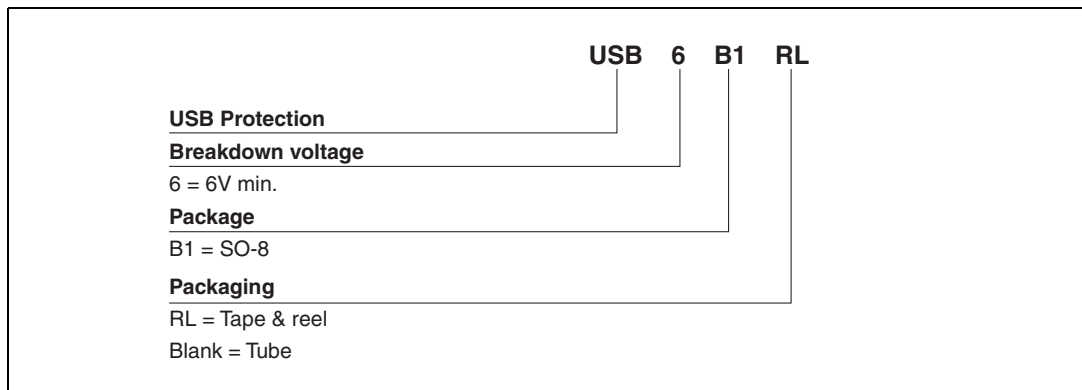 USB 6 B1 RL
USB Protection
Breakdown voltage
6 = 6V min.
Package
B1 = SO-8
Packaging
RL = Tape & reel
Blank = Tube